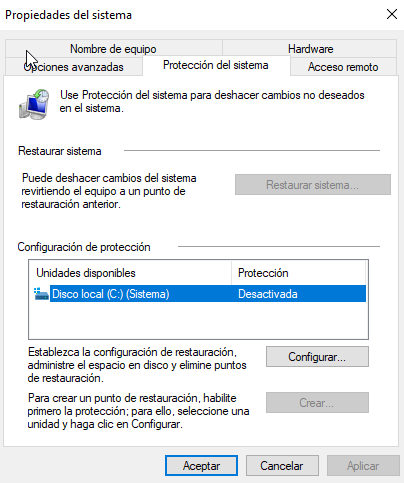 Propiedades del sistema
Nombre de equipo
Hardware
Opciones avanzadas
Protección del sistema
Acceso remoto
Use Protección del sistema para deshacer cambios no deseados
en el sistema.
Restaurar sistema
Puede deshacer cambios del sistema
revirtiendo el equipo a un punto de
restauración anterior.
Restaurar sistema...
Configuración de protección
Unidades disponibles
Protección
Disco local (C:) (Sistema)
Desactivada
Establezca la configuración de restauración,
administre el espacio en disco y elimine puntos
de restauración.
Configurar...
Para crear un punto de restauración, habilite
primero la protección; para ello, seleccione una
unidad y haga clic en Configurar.
Crear...
Aceptar
Cancelar
Aplicar